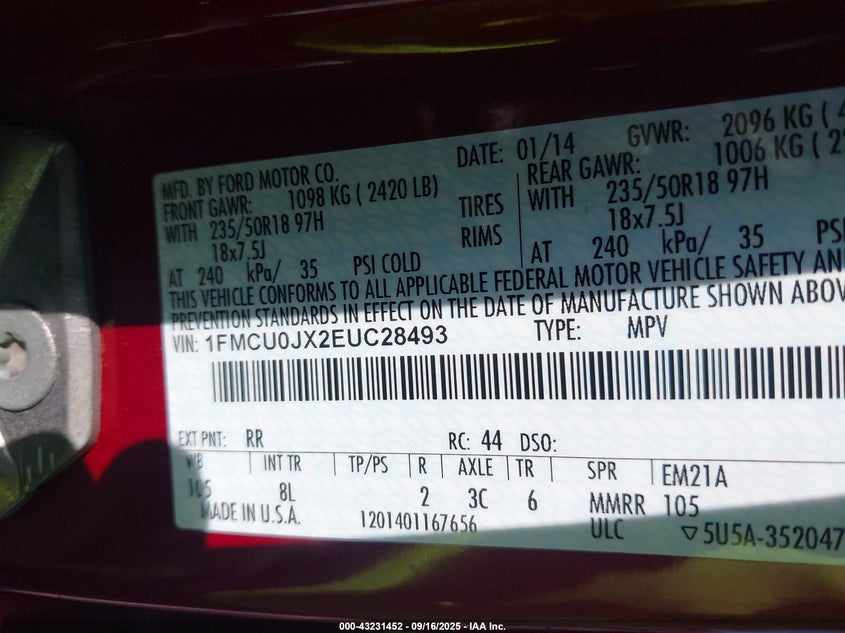 MFD. BY FORD MOTOR CO.
DATE: 01/14 GVWR: 2096 KG (
FRONT GAWR: 1098 KG ( 2420 LB)
REAR GAWR: 1006 KG ( 2
WITH 235/50R18 97H TIRES WITH 235/50R18 97H
18x7.5J RIMS 18x7.5J
AT 240 kPa/ 35 PSI COLD AT 240 kPa/ 35 PSI
THIS VEHICLE CONFORMS TO ALL APPLICABLE FEDERAL MOTOR VEHICLE SAFETY AN
PREVENTION STANDARDS IN EFFECT ON THE DATE OF MANUFACTURE SHOWN ABOV
VIN: 1FMCU0JX2EUC28493 TYPE: MPV
EXT PNT: RR RC: 44 DSO:
WB INT TR TP/PS R AXLE TR SPR EM21A
105 8L 2 3C 6 MMRR 105
MADE IN U.S.A. 1201401167656 ULC ▽5U5A-352047
000-43231452 - 09/16/2025 - IAA Inc.